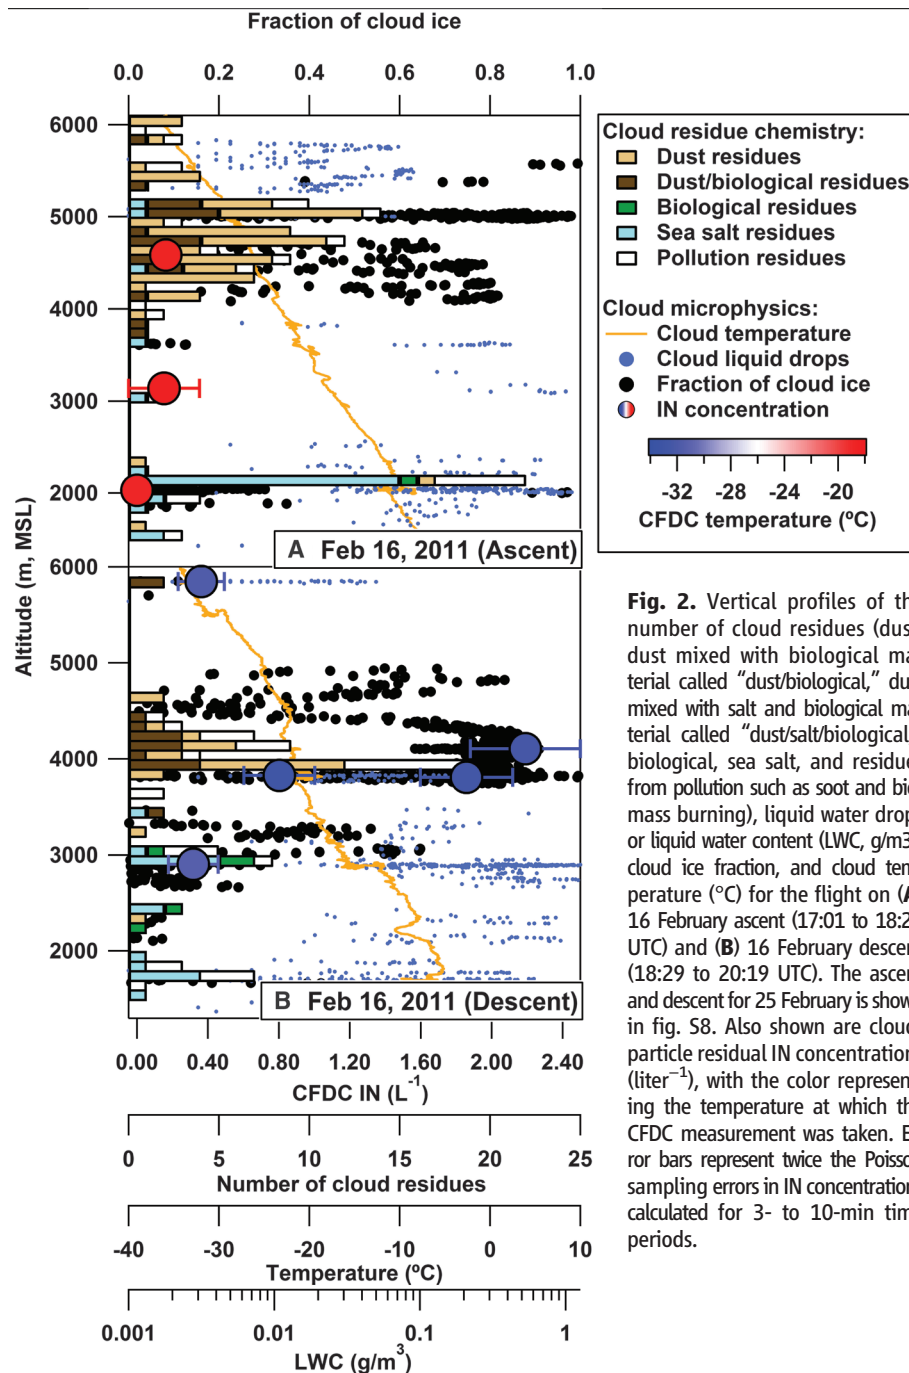 Fraction of cloud ice
0.0 0.2 0.4 0.6 0.8 1.0
6000
5000
4000
3000
2000
A Feb 16, 2011 (Ascent)
6000
5000
4000
3000
2000
B Feb 16, 2011 (Descent)
Altitude (m, MSL)
0.00 0.40 0.80 1.20 1.60 2.00 2.40
CFDC IN (L⁻¹)
0 5 10 15 20 25
Number of cloud residues
-40 -30 -20 -10 0 10
Temperature (ºC)
0.001 0.01 0.1 1
LWC (g/m³)
Cloud residue chemistry:
Dust residues
Dust/biological residues
Biological residues
Sea salt residues
Pollution residues
Cloud microphysics:
Cloud temperature
Cloud liquid drops
Fraction of cloud ice
IN concentration
-32 -28 -24 -20
CFDC temperature (ºC)
Fig. 2. Vertical profiles of th
number of cloud residues (dus
dust mixed with biological ma
terial called “dust/biological,” du
mixed with salt and biological ma
terial called “dust/salt/biological
biological, sea salt, and residue
from pollution such as soot and bio
mass burning), liquid water drop
or liquid water content (LWC, g/m3
cloud ice fraction, and cloud tem
perature (°C) for the flight on (A
16 February ascent (17:01 to 18:2
UTC) and (B) 16 February descen
(18:29 to 20:19 UTC). The ascen
and descent for 25 February is show
in fig. S8. Also shown are cloud
particle residual IN concentration
(liter⁻¹), with the color represen
ing the temperature at which th
CFDC measurement was taken. E
ror bars represent twice the Poisso
sampling errors in IN concentration
calculated for 3- to 10-min tim
periods.